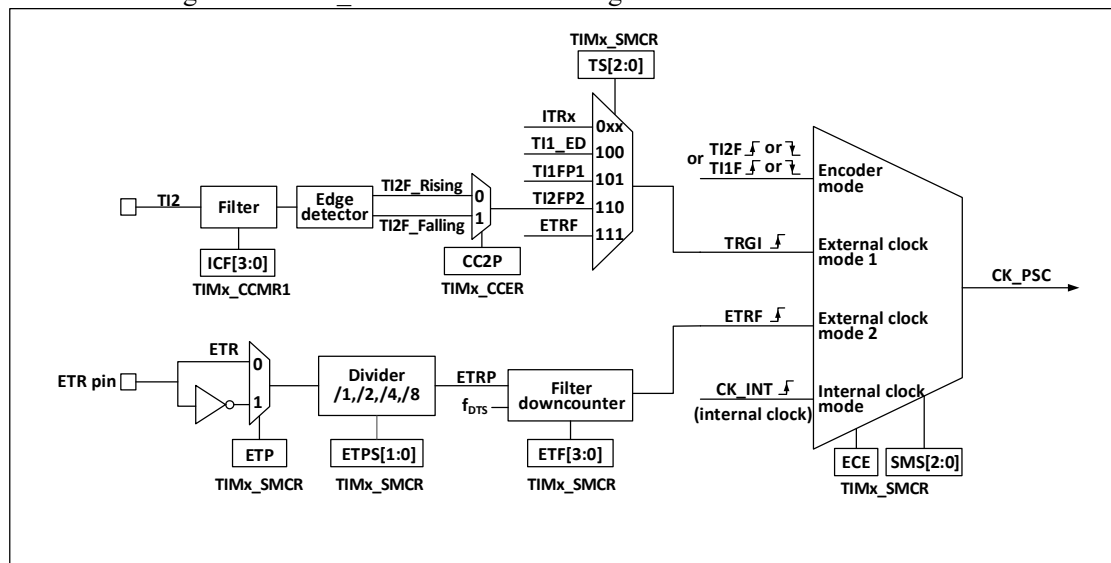 TIMx_SMCR
TS[2:0]
ITRx
0xx
TI1_ED
100
TI1FP1
101
TI2FP2
110
ETRF
111
TI2
Filter
ICF[3:0]
TIMx_CCMR1
Edge
detector
TI2F_Rising
TI2F_Falling
0
1
CC2P
TIMx_CCER
TI2F or
or TI1F or
Encoder
mode
TRGI
External clock
mode 1
ETRF
External clock
mode 2
CK_INT
(internal clock)
Internal clock
mode
CK_PSC
ECE
SMS[2:0]
TIMx_SMCR
ETR pin
ETR
0
1
ETP
TIMx_SMCR
Divider
/1,/2,/4,/8
ETPS[1:0]
TIMx_SMCR
ETRP
fDTS
Filter
downcounter
ETF[3:0]
TIMx_SMCR